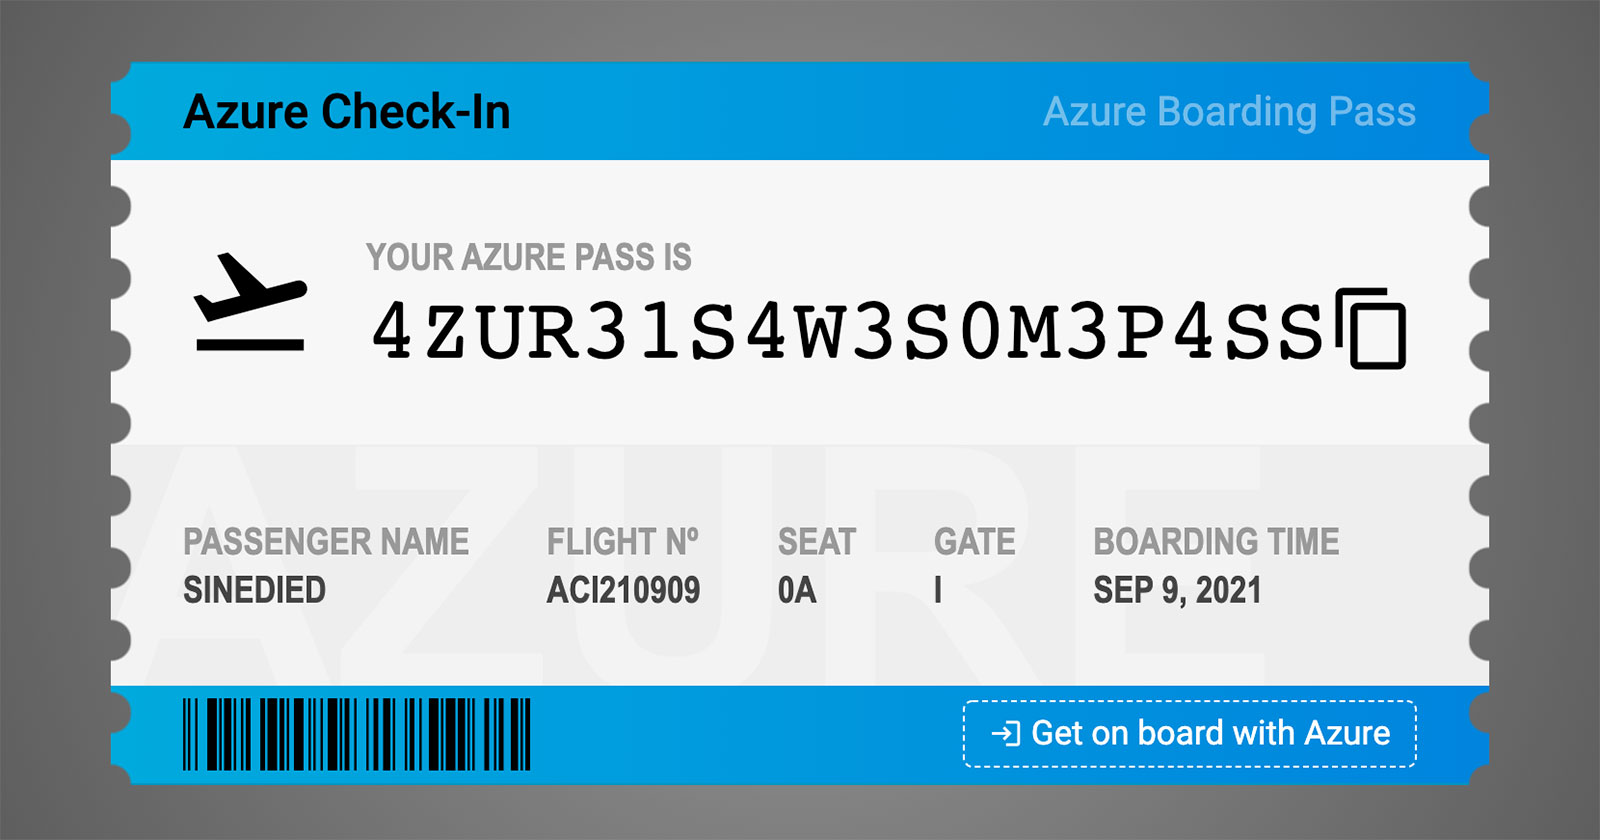 Azure Check-In
Azure Boarding Pass
YOUR AZURE PASS IS
4ZUR31S4W3S0M3P4SS
AZURE
PASSENGER NAME FLIGHT Nº SEAT GATE BOARDING TIME
SINEDIED ACI210909 0A I SEP 9, 2021
Get on board with Azure